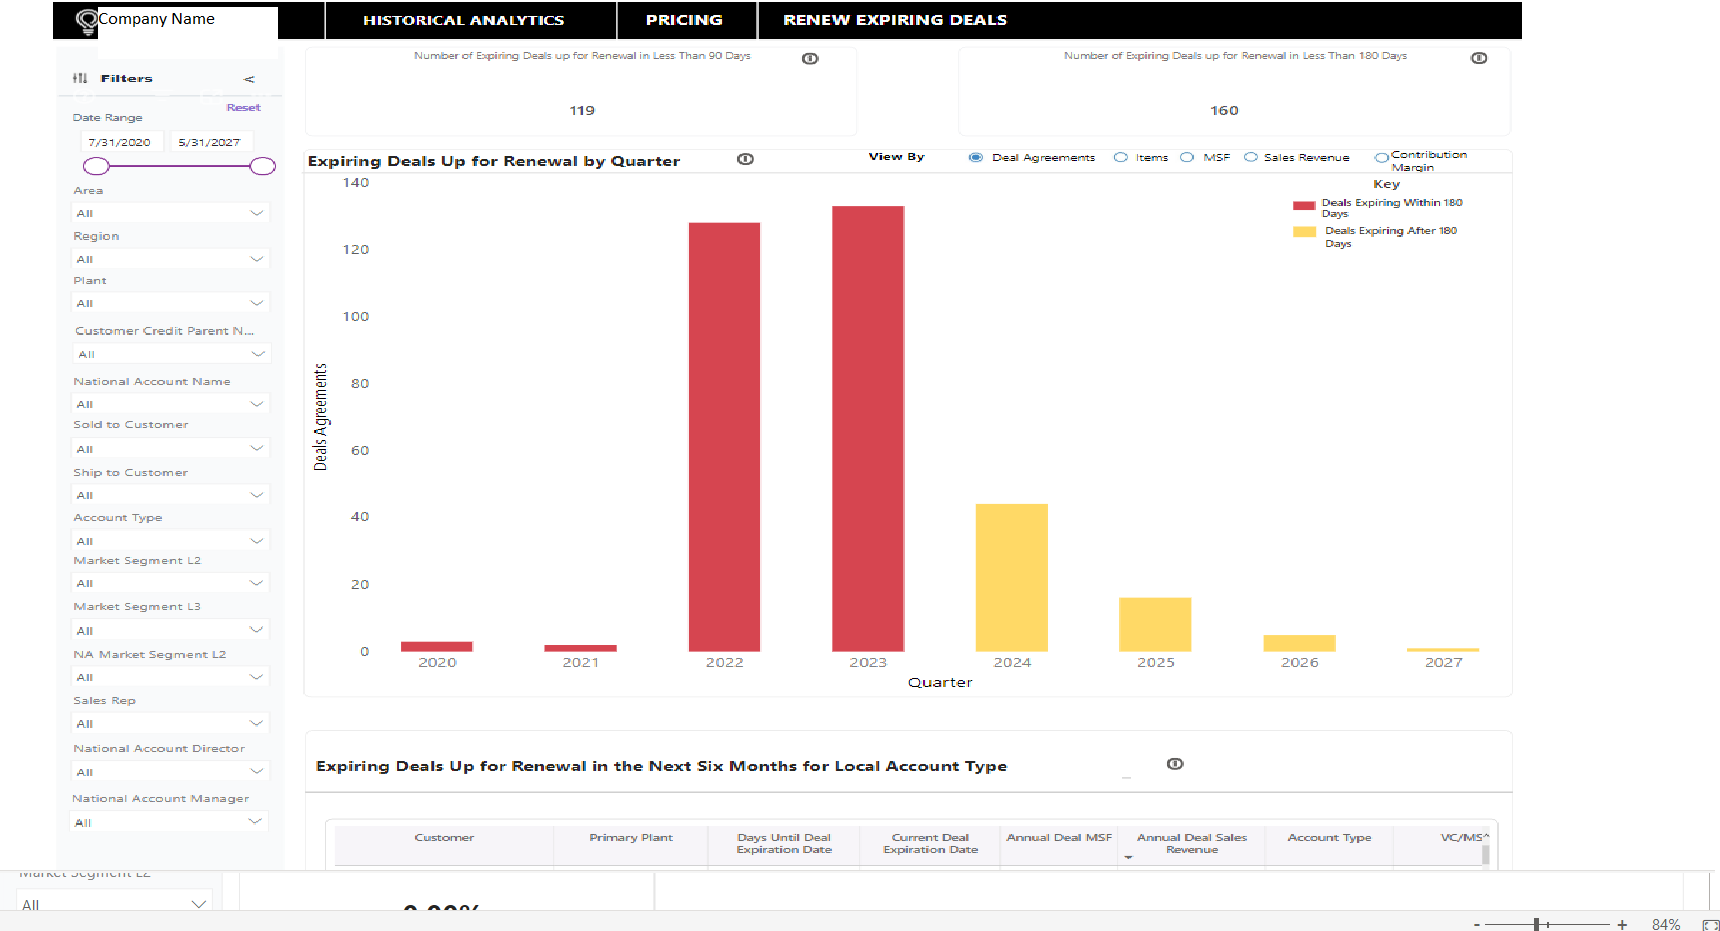 Company Name
HISTORICAL ANALYTICS
PRICING
RENEW EXPIRING DEALS
Filters
<
Reset
Date Range
7/31/2020
5/31/2027
Area
All
Region
All
Plant
All
Customer Credit Parent N...
All
National Account Name
All
Sold to Customer
All
Ship to Customer
All
Account Type
All
Market Segment L2
All
Market Segment L3
All
NA Market Segment L2
All
Sales Rep
All
National Account Director
All
National Account Manager
All
Number of Expiring Deals up for Renewal in Less Than 90 Days
119
Number of Expiring Deals up for Renewal in Less Than 180 Days
160
Expiring Deals Up for Renewal by Quarter
View By
Deal Agreements
Items
MSF
Sales Revenue
Contribution
Margin
Key
Deals Expiring Within 180
Days
Deals Expiring After 180
Days
Deals Agreements
140
120
100
80
60
40
20
0
2020
2021
2022
2023
2024
2025
2026
2027
Quarter
Expiring Deals Up for Renewal in the Next Six Months for Local Account Type
Customer
Primary Plant
Days Until Deal
Expiration Date
Current Deal
Expiration Date
Annual Deal MSF
Annual Deal Sales
Revenue
Account Type
VC/MS
Market Segment L2
All
0.00%
- + 84%